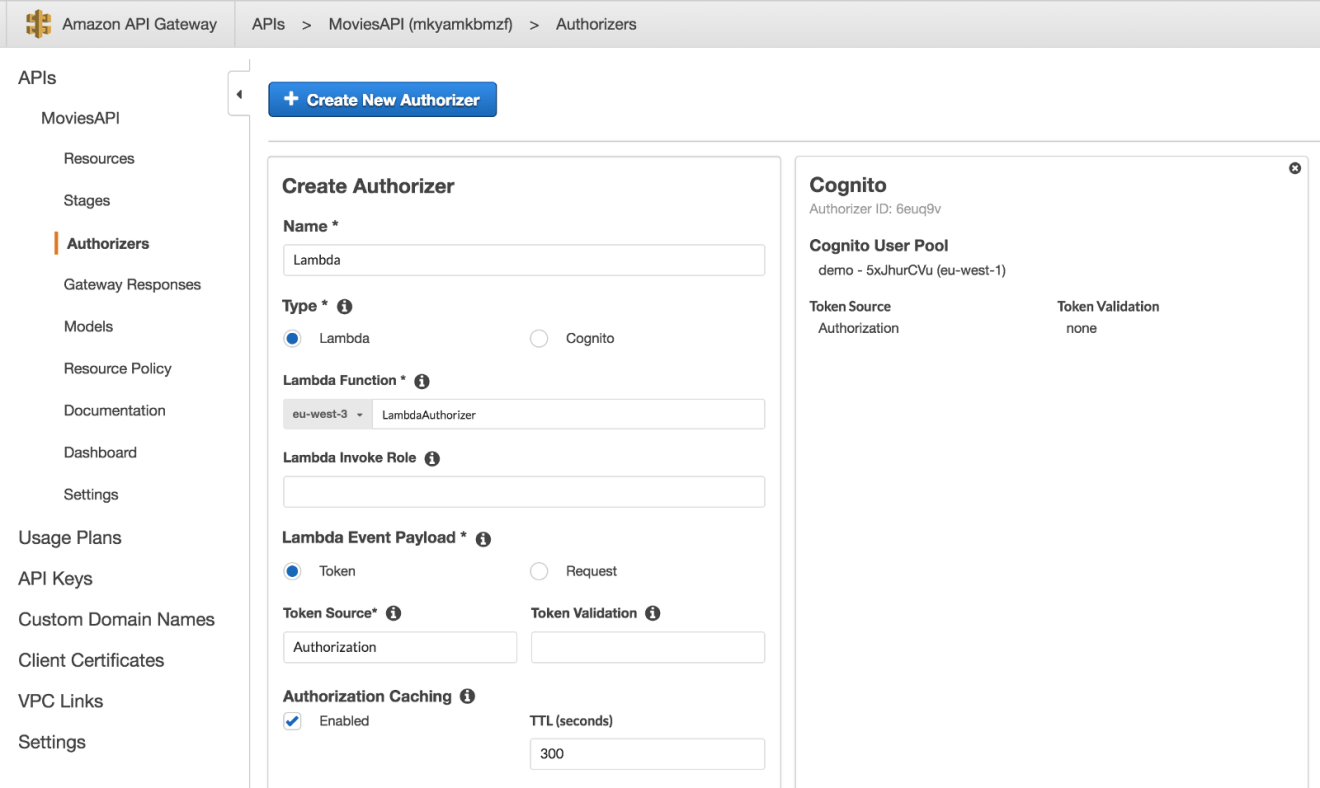 Amazon API Gateway APIs > MoviesAPI (mkyamkbmzf) > Authorizers
APIs
MoviesAPI
Resources
Stages
Authorizers
Gateway Responses
Models
Resource Policy
Documentation
Dashboard
Settings
Usage Plans
API Keys
Custom Domain Names
Client Certificates
VPC Links
Settings
+ Create New Authorizer
Create Authorizer
Name *
Lambda
Type *
Lambda Cognito
Lambda Function *
eu-west-3 LambdaAuthorizer
Lambda Invoke Role
Lambda Event Payload *
Token Request
Token Source* Token Validation
Authorization
Authorization Caching
Enabled TTL (seconds)
300
Cognito
Authorizer ID: 6euq9v
Cognito User Pool
demo - 5xJhurCVu (eu-west-1)
Token Source Token Validation
Authorization none